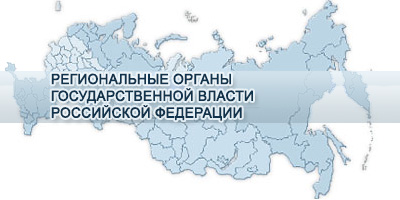 РЕГИОНАЛЬНЫЕ ОРГАНЫ
ГОСУДАРСТВЕННОЙ ВЛАСТИ
РОССИЙСКОЙ ФЕДЕРАЦИИ